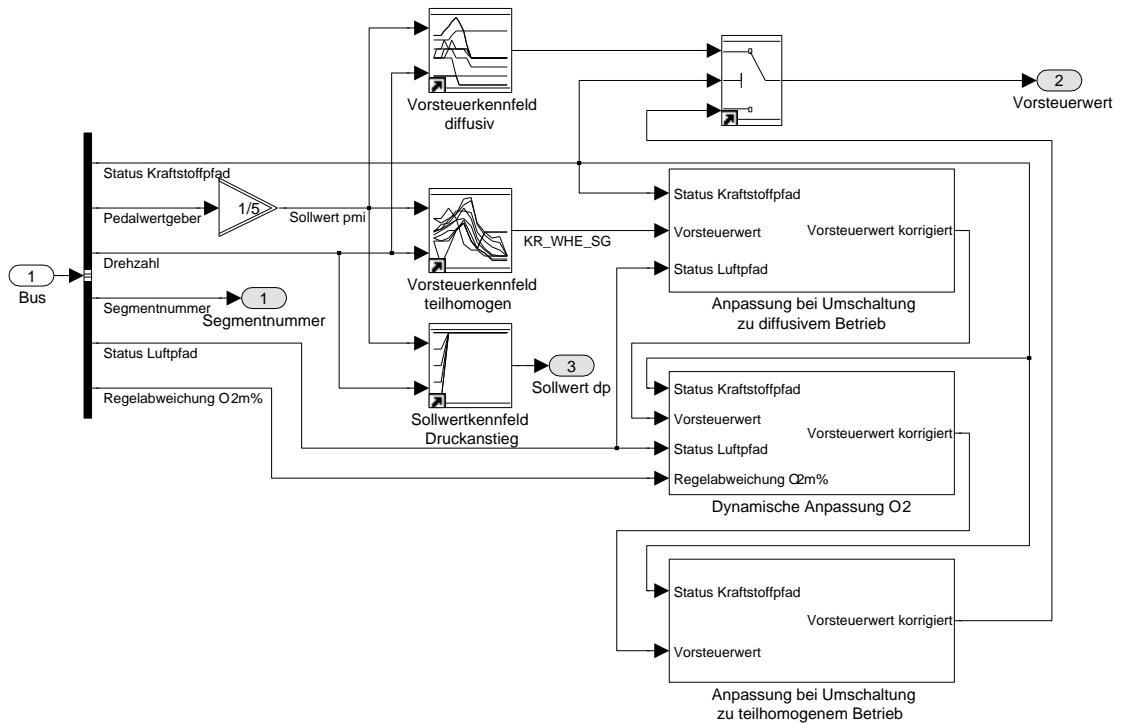 Vorsteuerkennfeld
diffusiv
2
Vorsteuerwert
Status Kraftstoffpfad
Pedalwertgeber
1/5
Sollwert pmi
Drehzahl
1
Bus
Segmentnummer
1
Segmentnummer
Status Luftpfad
Regelabweichung O2m%
KR_WHE_SG
Vorsteuerkennfeld
teilhomogen
3
Sollwert dp
Sollwertkennfeld
Druckanstieg
Status Kraftstoffpfad
Vorsteuerwert
Status Luftpfad
Vorsteuerwert korrigiert
Anpassung bei Umschaltung
zu diffusivem Betrieb
Status Kraftstoffpfad
Vorsteuerwert
Status Luftpfad
Regelabweichung O2m%
Vorsteuerwert korrigiert
Dynamische Anpassung O2
Status Kraftstoffpfad
Vorsteuerwert
Vorsteuerwert korrigiert
Anpassung bei Umschaltung
zu teilhomogenem Betrieb